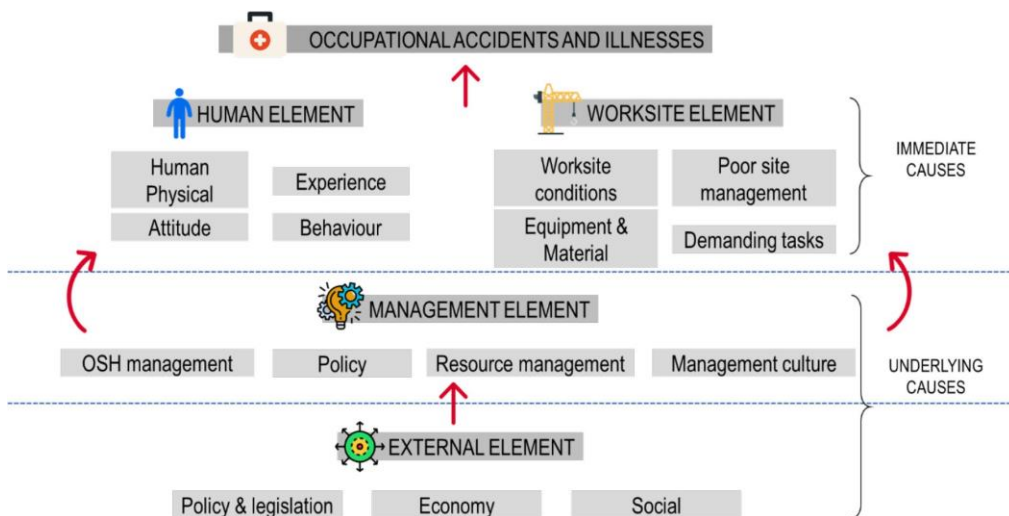 OCCUPATIONAL ACCIDENTS AND ILLNESSES
HUMAN ELEMENT
WORKSITE ELEMENT
Human
Physical
Experience
Attitude
Behaviour
Worksite
conditions
Poor site
management
Equipment &
Material
Demanding tasks
IMMEDIATE
CAUSES
MANAGEMENT ELEMENT
OSH management
Policy
Resource management
Management culture
UNDERLYING
CAUSES
EXTERNAL ELEMENT
Policy & legislation
Economy
Social